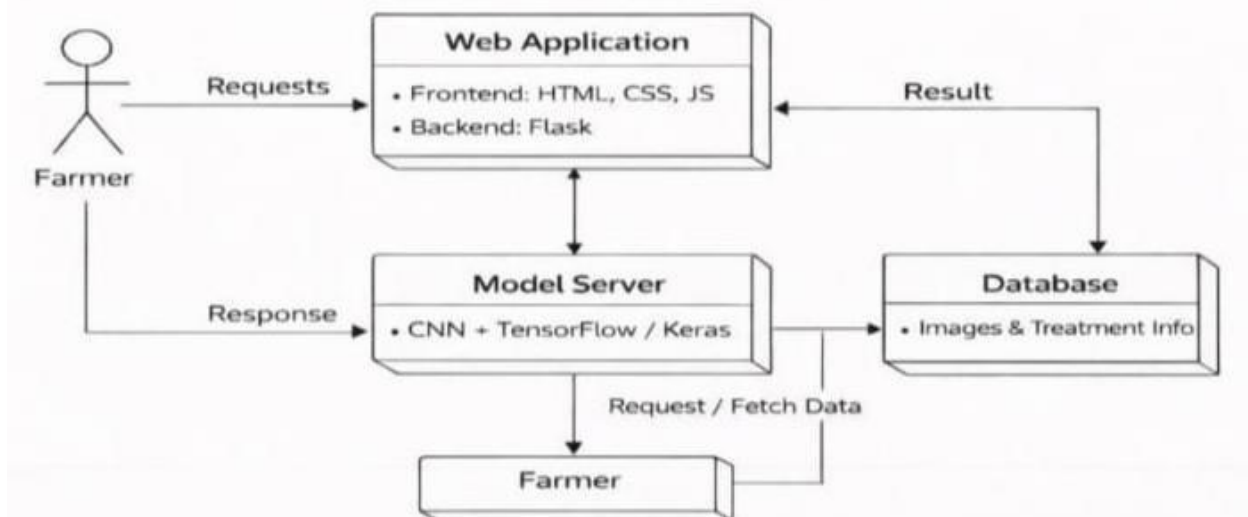 Web Application
Requests
• Frontend: HTML, CSS, JS
• Backend: Flask
Result
Farmer
Model Server
Database
Response
• CNN + TensorFlow / Keras
• Images & Treatment Info
Request / Fetch Data
Farmer